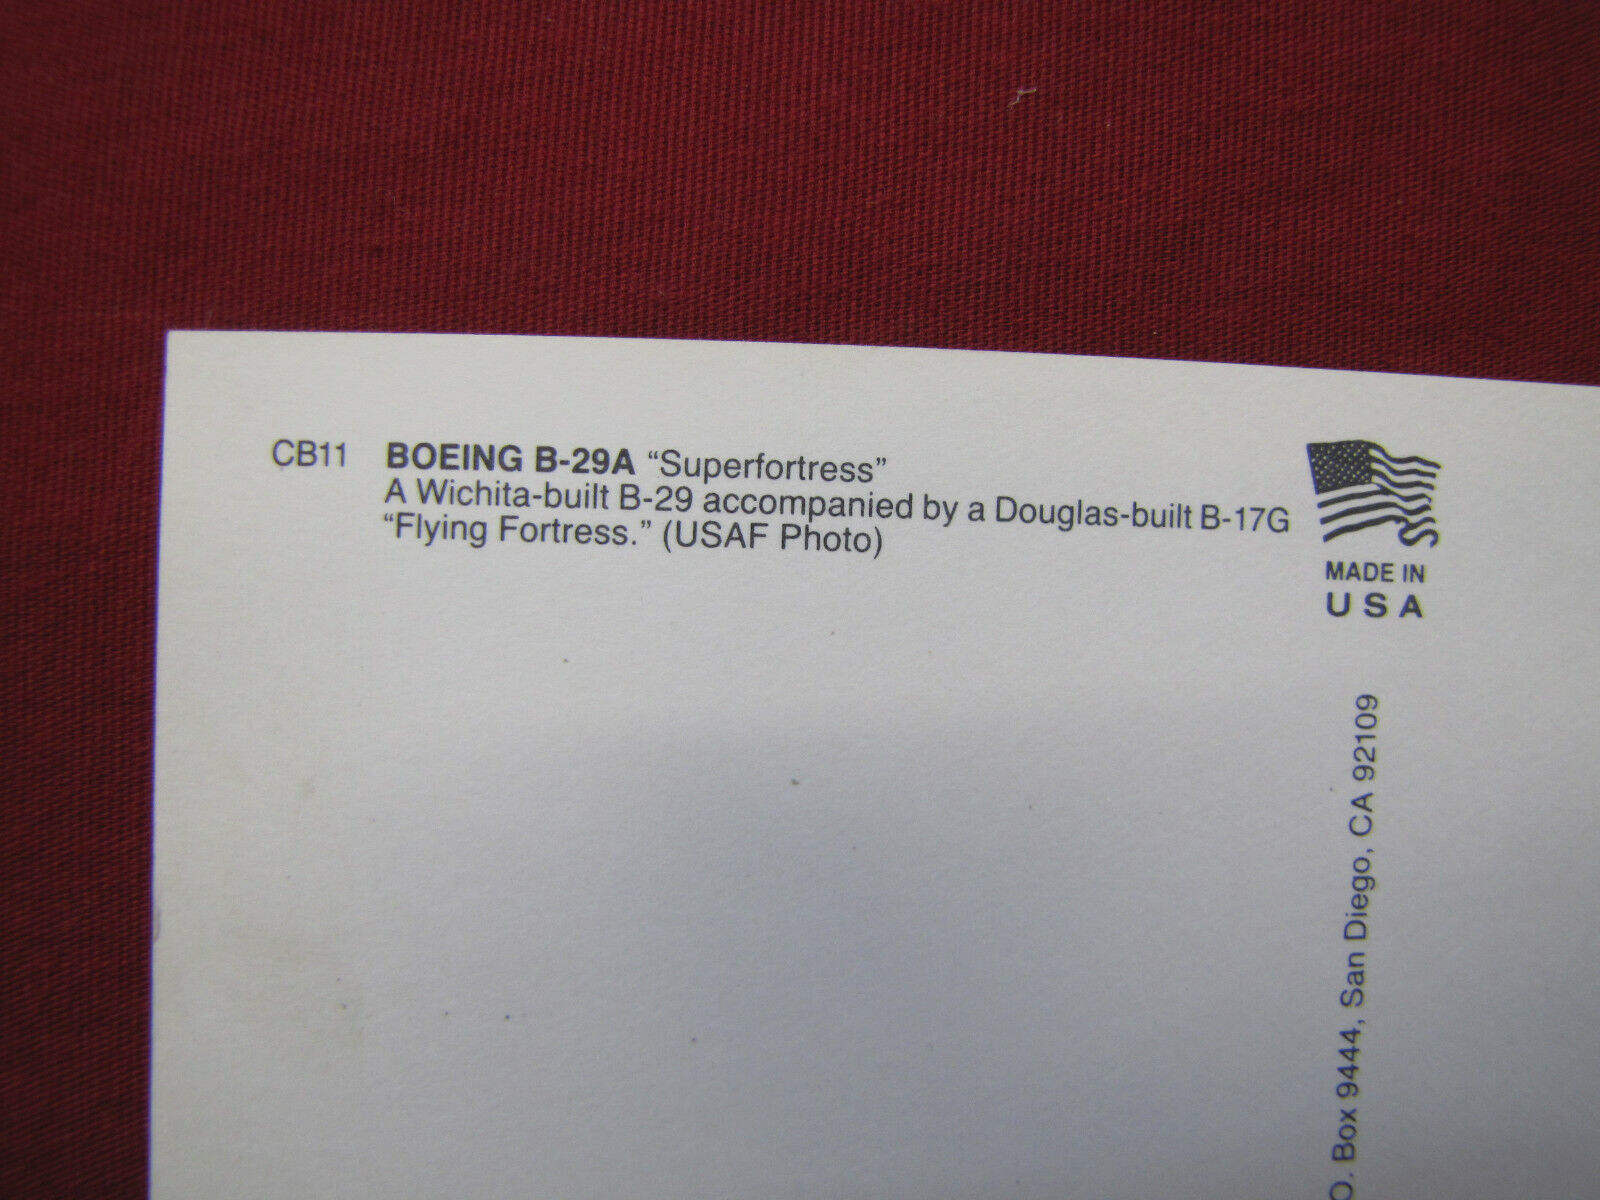 CB11 BOEING B-29A “Superfortress”
A Wichita-built B-29 accompanied by a Douglas-built B-17G
“Flying Fortress.” (USAF Photo)
MADE IN
U S A
O. Box 9444, San Diego, CA 92109